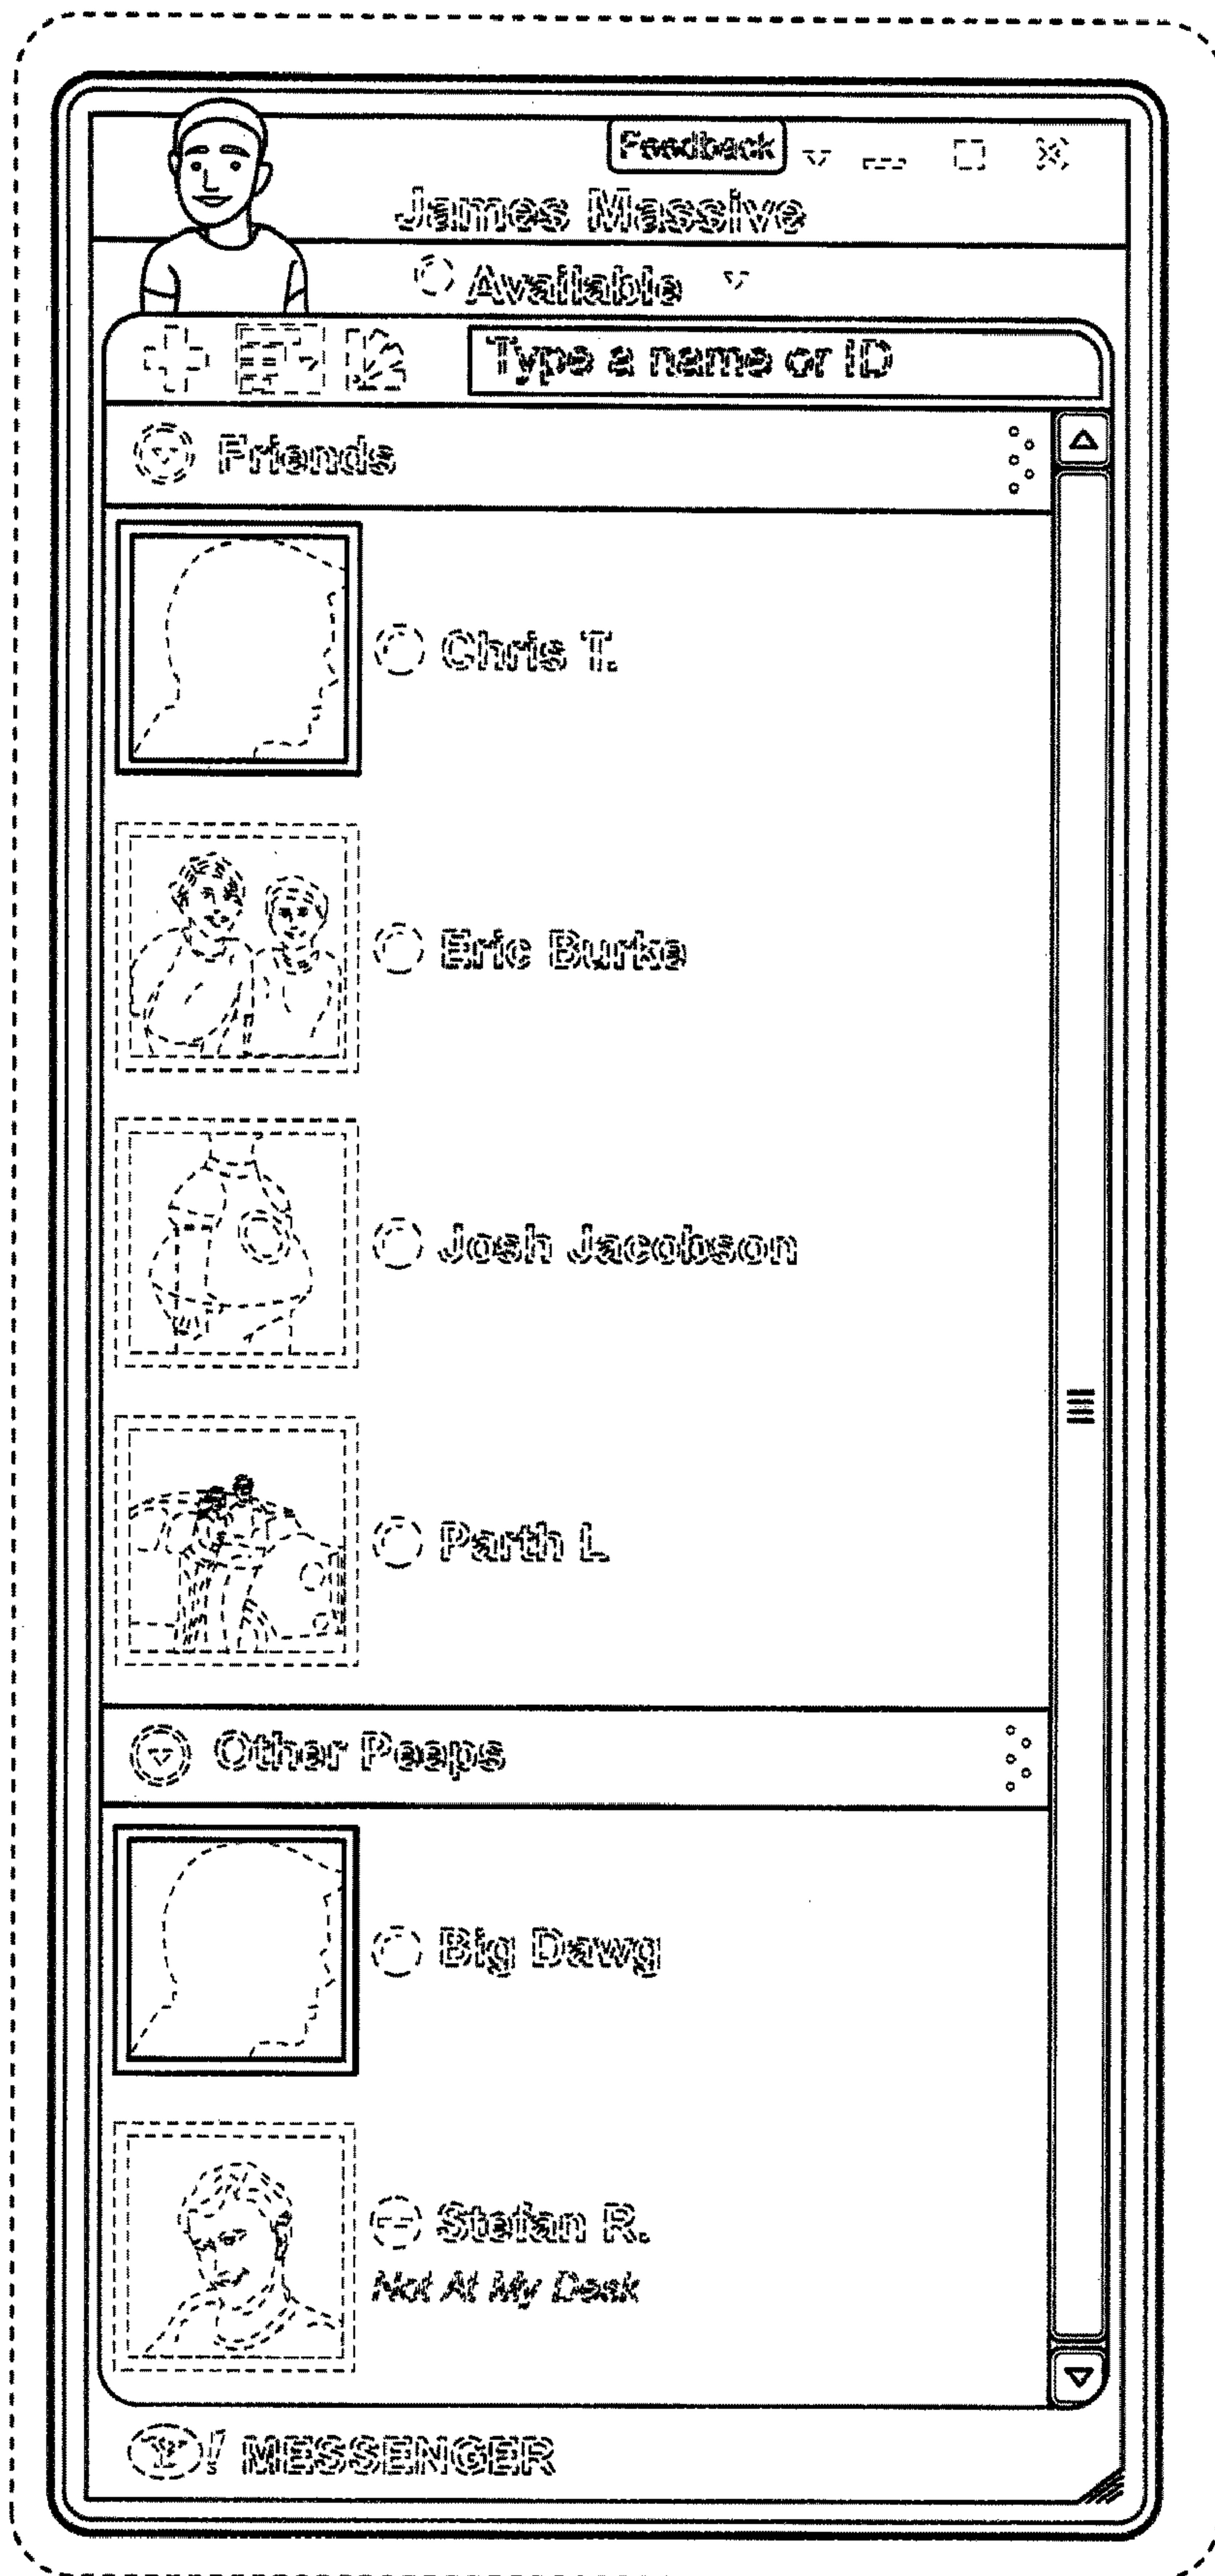 Feedback
James Massive
Available
Type a name or ID
Friends
Chris T.
Eric Burke
Josh Jacobson
Parth L
Other Peeps
Big Dawg
Stefan R.
Not At My Desk
Y! MESSENGER